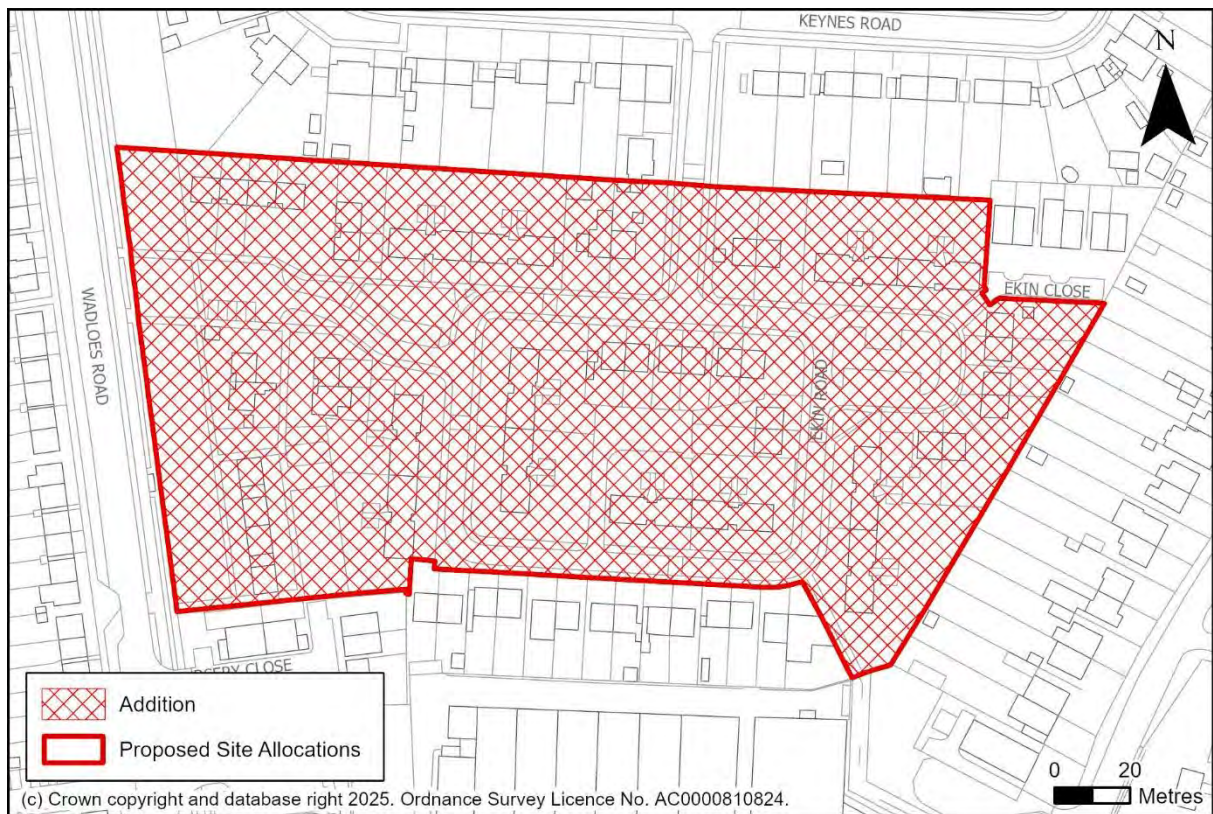 KEYNES ROAD
N
EKIN CLOSE
WADLOES ROAD
EKIN ROAD
RSERY CLOSE
Addition
Proposed Site Allocations
0 20
Metres
(c) Crown copyright and database right 2025. Ordnance Survey Licence No. AC0000810824.